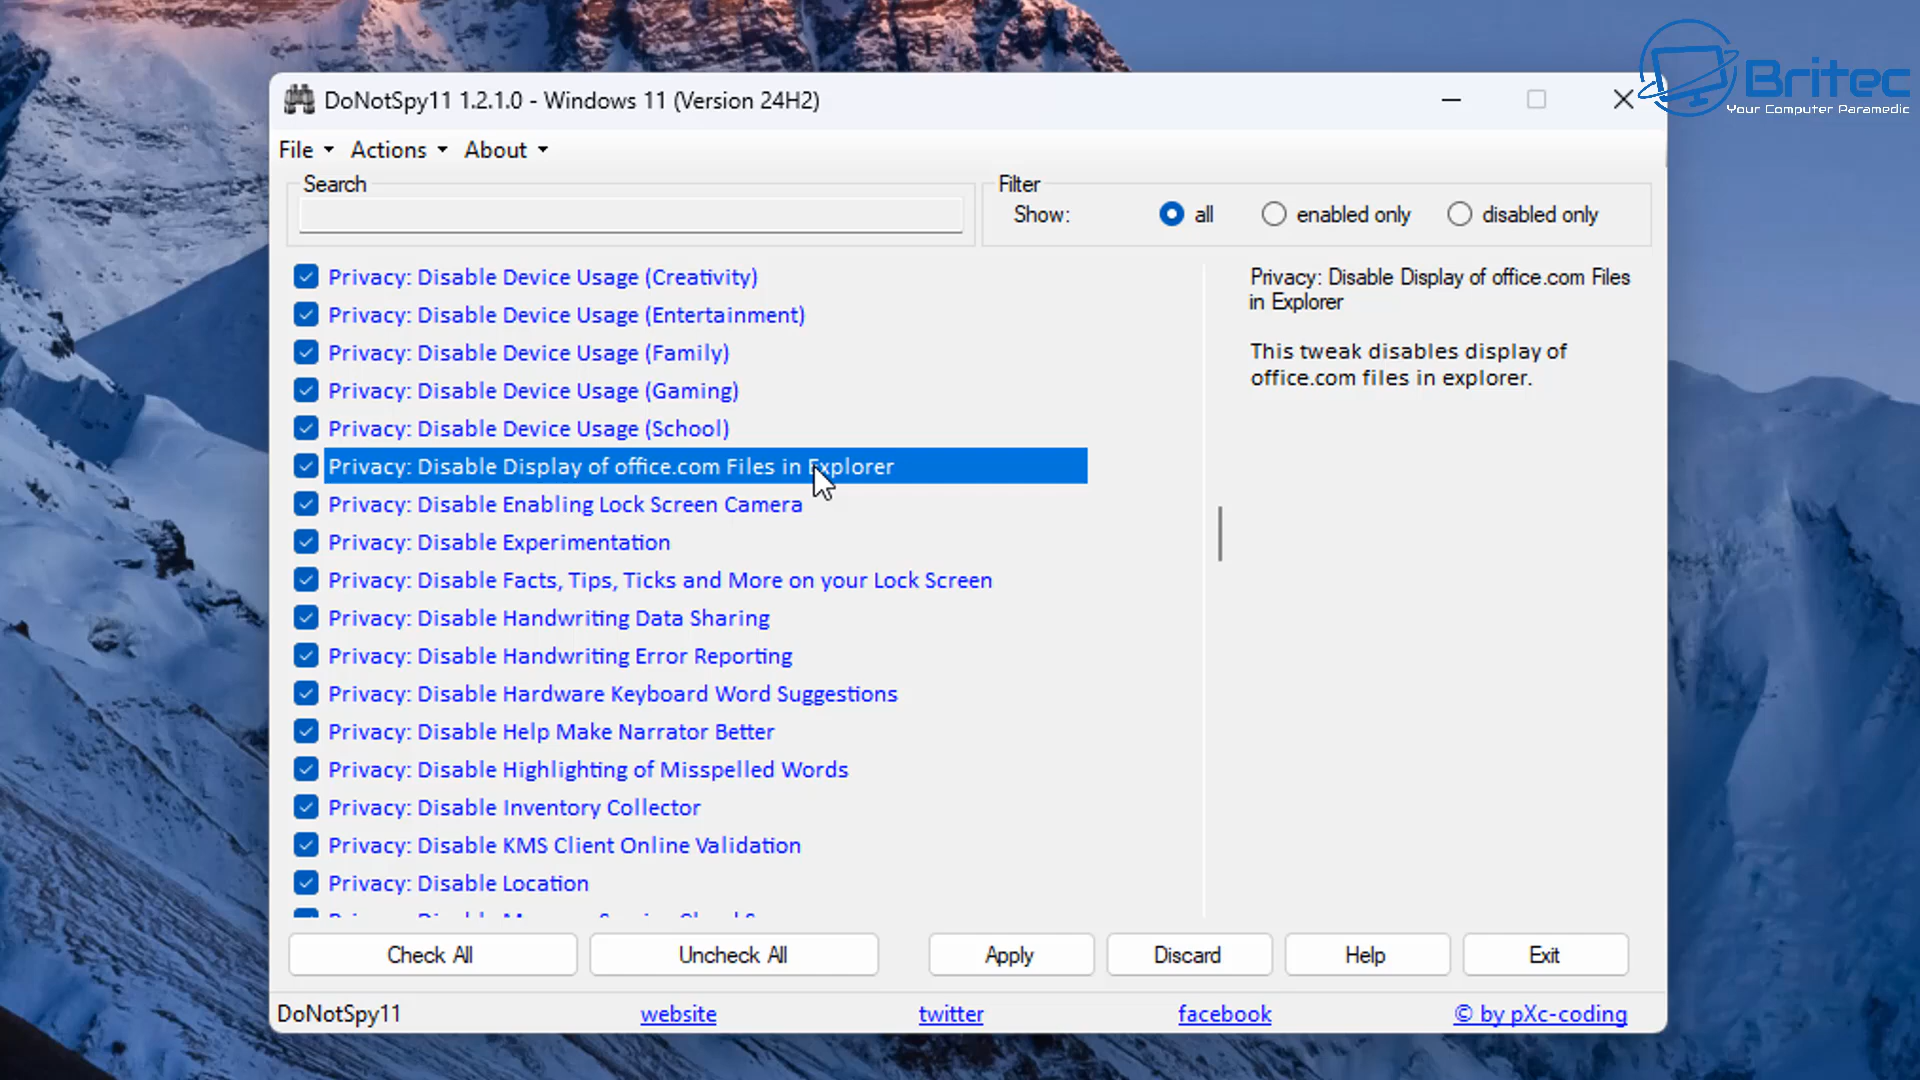 Britec
Your Computer Paramedic
DoNotSpy11 1.2.1.0 - Windows 11 (Version 24H2)
File Actions About
Search
Filter
Show: all enabled only disabled only
Privacy: Disable Device Usage (Creativity)
Privacy: Disable Device Usage (Entertainment)
Privacy: Disable Device Usage (Family)
Privacy: Disable Device Usage (Gaming)
Privacy: Disable Device Usage (School)
Privacy: Disable Display of office.com Files in Explorer
Privacy: Disable Enabling Lock Screen Camera
Privacy: Disable Experimentation
Privacy: Disable Facts, Tips, Ticks and More on your Lock Screen
Privacy: Disable Handwriting Data Sharing
Privacy: Disable Handwriting Error Reporting
Privacy: Disable Hardware Keyboard Word Suggestions
Privacy: Disable Help Make Narrator Better
Privacy: Disable Highlighting of Misspelled Words
Privacy: Disable Inventory Collector
Privacy: Disable KMS Client Online Validation
Privacy: Disable Location
Privacy: Disable Display of office.com Files
in Explorer
This tweak disables display of
office.com files in explorer.
Check All Uncheck All Apply Discard Help Exit
DoNotSpy11 website twitter facebook © by pXc-coding